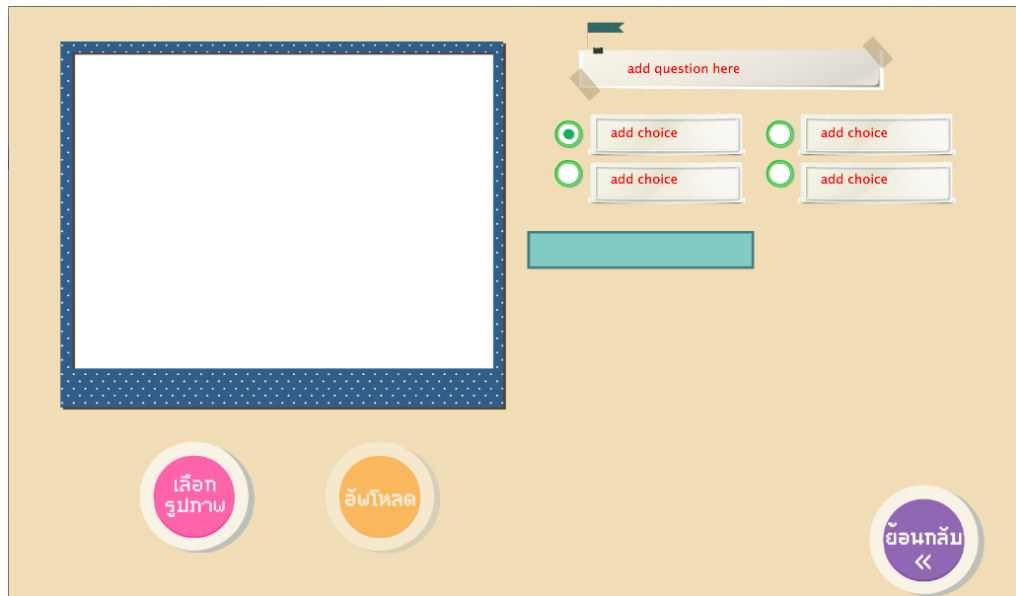 add question here
add choice
add choice
add choice
add choice
เลือก
รูปภาพ
อัพโหลด
ย้อนกลับ
«